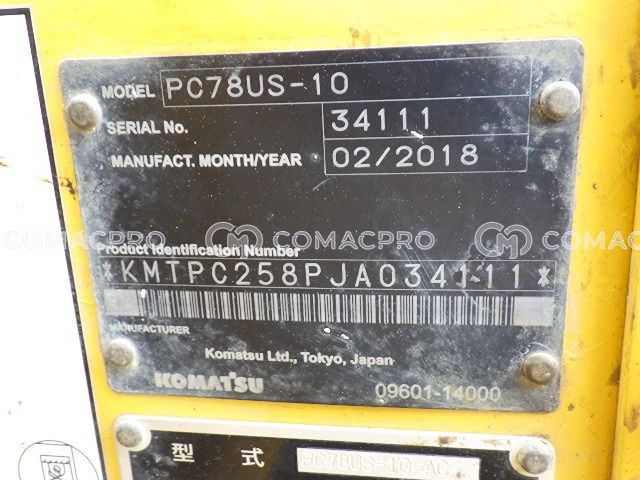 MODEL PC78US-10
SERIAL No. 34111
MANUFACT. MONTH/YEAR 02/2018
COMACPRO COMACPRO COMACPRO
Product Identification Number
*KMTPC258PJA034111*
MANUFACTURER
Komatsu Ltd., Tokyo, Japan
KOMATSU 09601-14000
型式 PC78US-10-AC